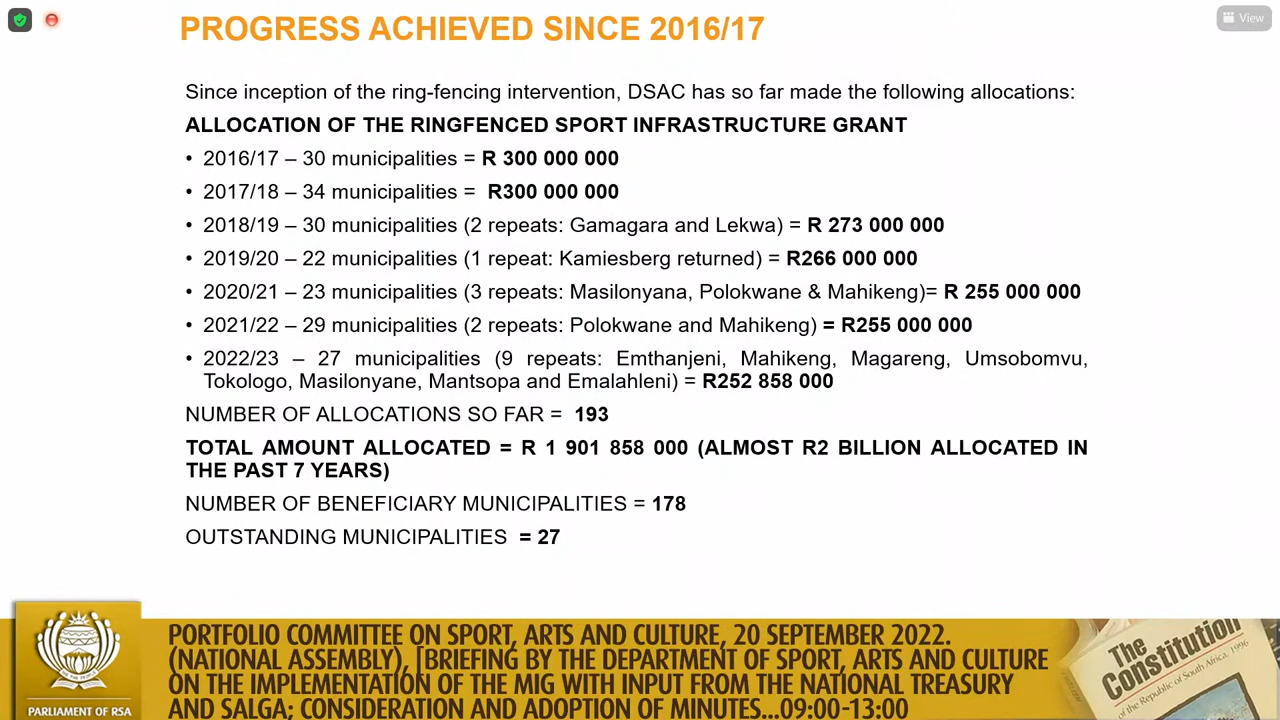 PROGRESS ACHIEVED SINCE 2016/17
View
Since inception of the ring-fencing intervention, DSAC has so far made the following allocations:
ALLOCATION OF THE RINGFENCED SPORT INFRASTRUCTURE GRANT
• 2016/17 – 30 municipalities = R 300 000 000
• 2017/18 – 34 municipalities = R300 000 000
• 2018/19 – 30 municipalities (2 repeats: Gamagara and Lekwa) = R 273 000 000
• 2019/20 – 22 municipalities (1 repeat: Kamiesberg returned) = R266 000 000
• 2020/21 – 23 municipalities (3 repeats: Masilonyana, Polokwane & Mahikeng)= R 255 000 000
• 2021/22 – 29 municipalities (2 repeats: Polokwane and Mahikeng) = R255 000 000
• 2022/23 – 27 municipalities (9 repeats: Emthanjeni, Mahikeng, Magareng, Umsobomvu,
Tokologo, Masilonyane, Mantsopa and Emalahleni) = R252 858 000
NUMBER OF ALLOCATIONS SO FAR = 193
TOTAL AMOUNT ALLOCATED = R 1 901 858 000 (ALMOST R2 BILLION ALLOCATED IN
THE PAST 7 YEARS)
NUMBER OF BENEFICIARY MUNICIPALITIES = 178
OUTSTANDING MUNICIPALITIES = 27
PARLIAMENT OF RSA
PORTFOLIO COMMITTEE ON SPORT, ARTS AND CULTURE, 20 SEPTEMBER 2022.
(NATIONAL ASSEMBLY), [BRIEFING BY THE DEPARTMENT OF SPORT, ARTS AND CULTURE
ON THE IMPLEMENTATION OF THE MIG WITH INPUT FROM THE NATIONAL TREASURY
AND SALGA; CONSIDERATION AND ADOPTION OF MINUTES...09:00-13:00
The
Constitution
of the Republic of South Africa, 1996